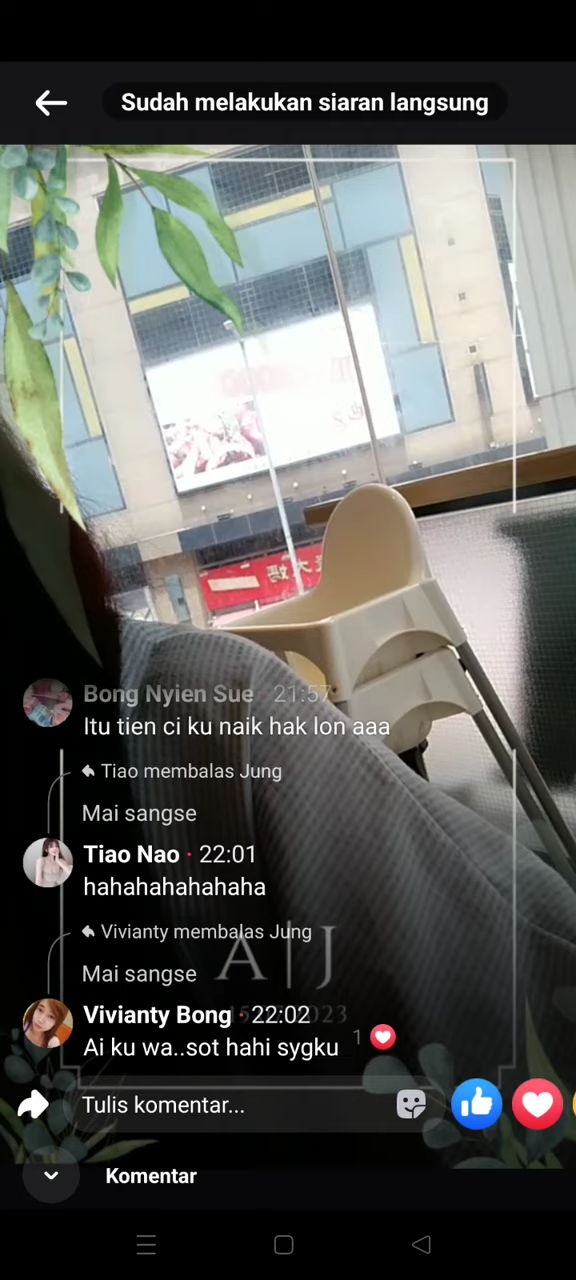 Sudah melakukan siaran langsung
Bong Nyien Sue · 21:57
Itu tien ci ku naik hak lon aaa
Tiao membalas Jung
Mai sangse
Tiao Nao · 22:01
hahahahahahaha
Vivianty membalas Jung
Mai sangse
A|J
Vivianty Bong · 22:02
Ai ku wa..sot hahi sygku
1
Tulis komentar...
Komentar